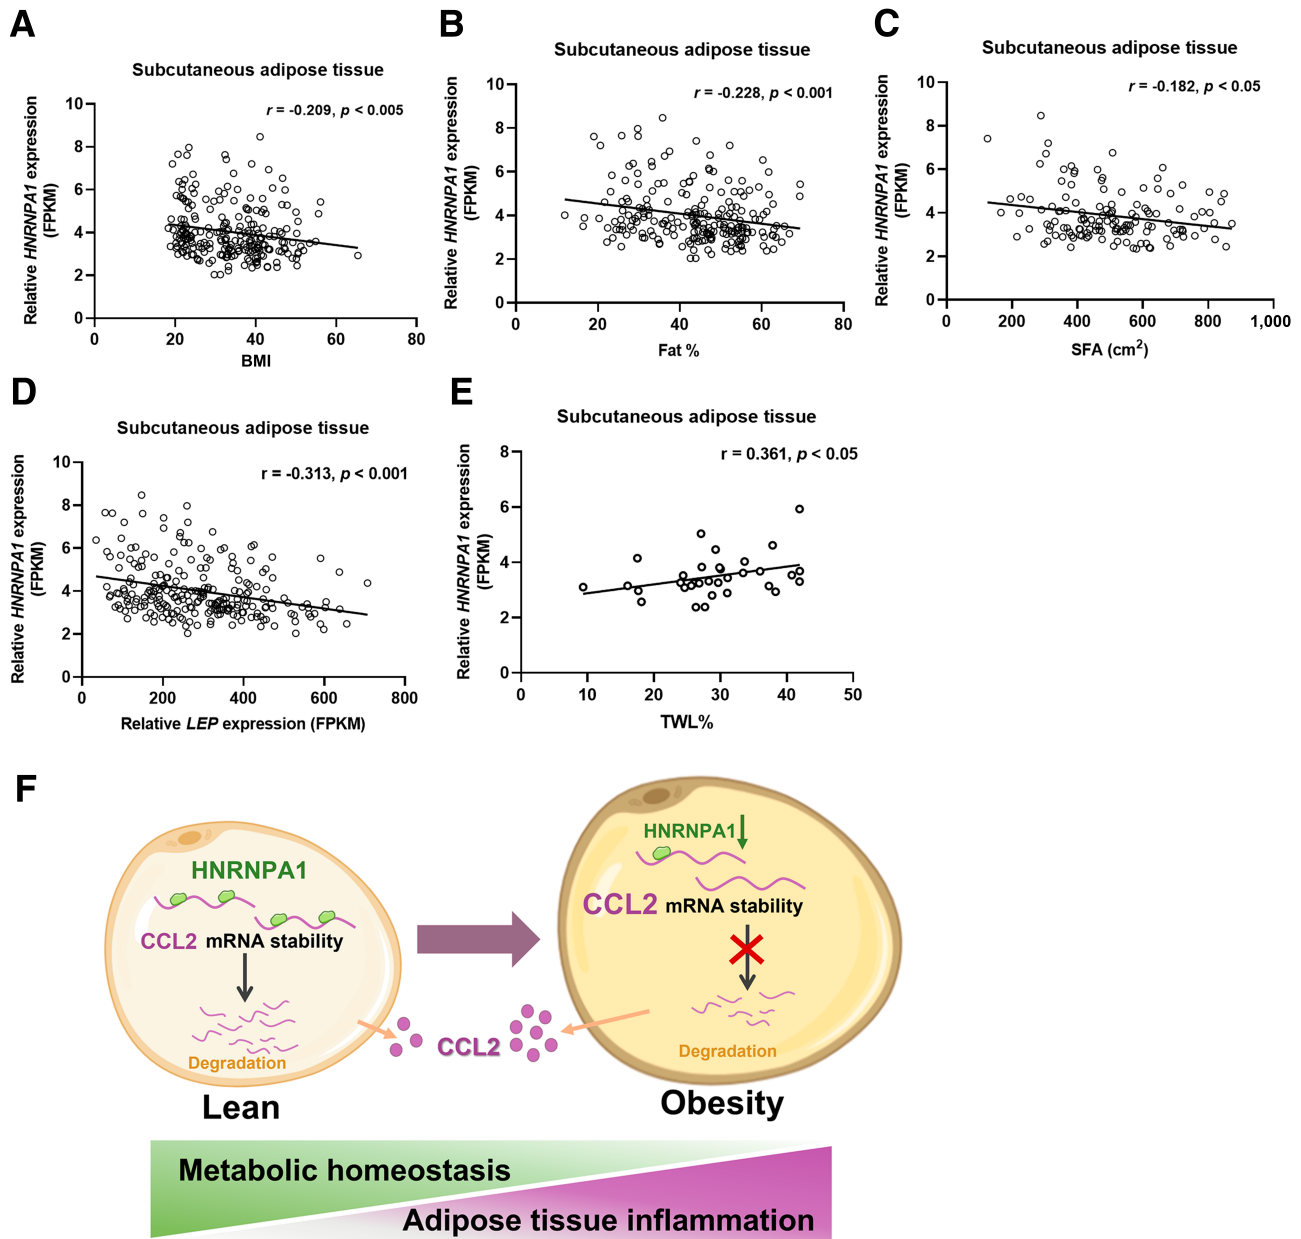 A
Subcutaneous adipose tissue
r = -0.209, p < 0.005
Relative HNRNPA1 expression
(FPKM)
10
8
6
4
2
0
0 20 40 60 80
BMI
B
Subcutaneous adipose tissue
r = -0.228, p < 0.001
Relative HNRNPA1 expression
(FPKM)
10
8
6
4
2
0
0 20 40 60 80
Fat %
C
Subcutaneous adipose tissue
r = -0.182, p < 0.05
Relative HNRNPA1 expression
(FPKM)
10
8
6
4
2
0
0 200 400 600 800 1,000
SFA (cm²)
D
Subcutaneous adipose tissue
r = -0.313, p < 0.001
Relative HNRNPA1 expression
(FPKM)
10
8
6
4
2
0
0 200 400 600 800
Relative LEP expression (FPKM)
E
Subcutaneous adipose tissue
r = 0.361, p < 0.05
Relative HNRNPA1 expression
(FPKM)
8
6
4
2
0
0 10 20 30 40 50
TWL%
F
HNRNPA1
CCL2 mRNA stability
Degradation
Lean
CCL2
HNRNPA1
CCL2 mRNA stability
Degradation
Obesity
Metabolic homeostasis
Adipose tissue inflammation